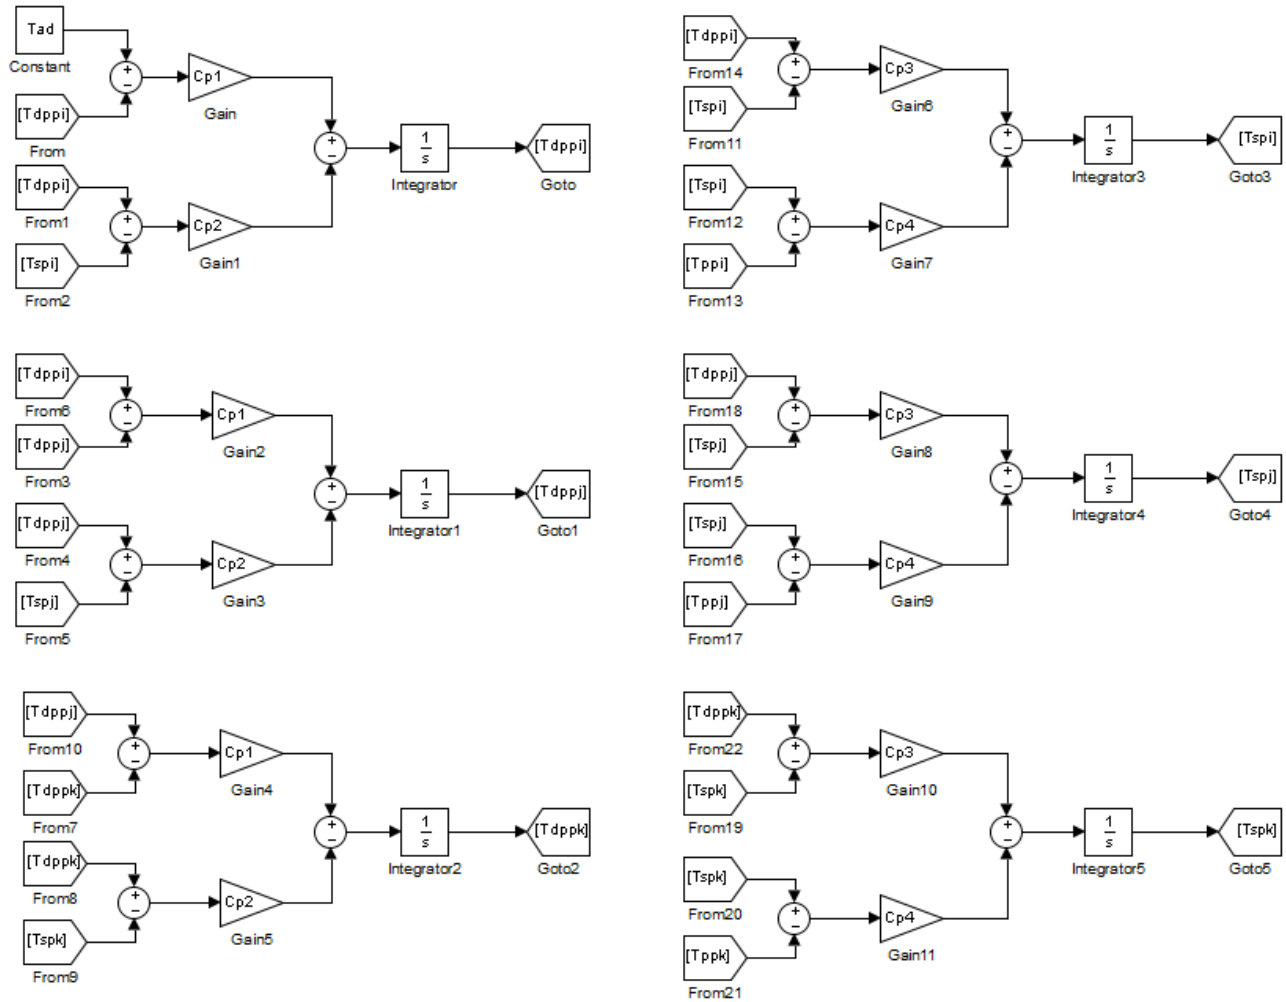 Tad
Constant
+
−
Cp1
Gain
[Tdppi]
From
[Tdppi]
From1
+
−
Cp2
Gain1
[Tspi]
From2
+
−
1
s
Integrator
[Tdppi]
Goto
[Tdppi]
From14
+
−
Cp3
Gain6
[Tspi]
From11
[Tspi]
From12
+
−
Cp4
Gain7
[Tppi]
From13
+
−
1
s
Integrator3
[Tspi]
Goto3
[Tdppi]
From6
+
−
Cp1
Gain2
[Tdppj]
From3
[Tdppj]
From4
+
−
Cp2
Gain3
[Tspj]
From5
+
−
1
s
Integrator1
[Tdppj]
Goto1
[Tdppj]
From18
+
−
Cp3
Gain8
[Tspj]
From15
[Tspj]
From16
+
−
Cp4
Gain9
[Tppj]
From17
+
−
1
s
Integrator4
[Tspj]
Goto4
[Tdppj]
From10
+
−
Cp1
Gain4
[Tdppk]
From7
[Tdppk]
From8
+
−
Cp2
Gain5
[Tspk]
From9
+
−
1
s
Integrator2
[Tdppk]
Goto2
[Tdppk]
From22
+
−
Cp3
Gain10
[Tspk]
From19
[Tspk]
From20
+
−
Cp4
Gain11
[Tppk]
From21
+
−
1
s
Integrator5
[Tspk]
Goto5